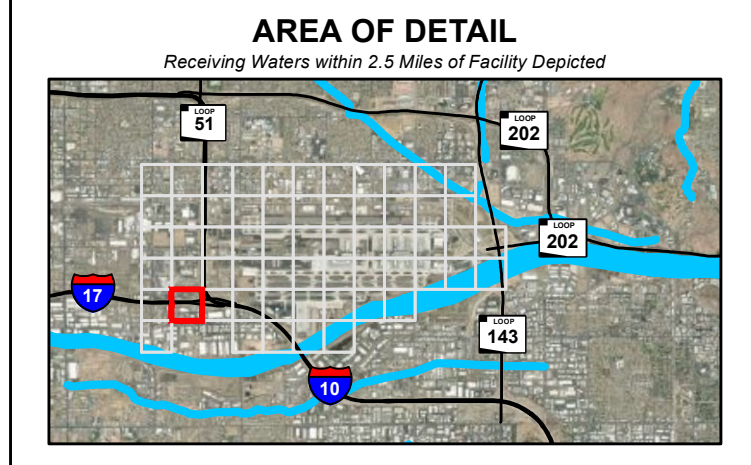 AREA OF DETAIL
Receiving Waters within 2.5 Miles of Facility Depicted
LOOP
51
LOOP
202
LOOP
202
17
LOOP
143
10